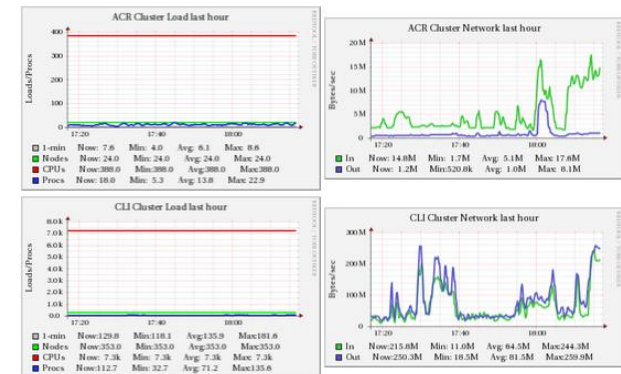 ACR Cluster Load last hour
Loads/Procs
400
300
200
100
0
17:20 17:40 18:00
1-min Now: 7.6 Min: 4.0 Avg: 6.1 Max: 8.6
Nodes Now: 24.0 Min: 24.0 Avg: 24.0 Max: 24.0
CPUs Now:388.0 Min:388.0 Avg:388.0 Max:388.0
Procs Now: 18.0 Min: 5.3 Avg: 13.8 Max: 22.9
ACR Cluster Network last hour
Bytes/sec
20 M
15 M
10 M
5 M
0
17:20 17:40 18:00
In Now: 14.8M Min: 1.7M Avg: 5.1M Max: 17.6M
Out Now: 1.2M Min:520.8k Avg: 1.0M Max: 8.1M
CLI Cluster Load last hour
Loads/Procs
8.0 k
7.0 k
6.0 k
5.0 k
4.0 k
3.0 k
2.0 k
1.0 k
0.0
17:20 17:40 18:00
1-min Now:129.8 Min:118.1 Avg:135.9 Max:181.6
Nodes Now:353.0 Min:353.0 Avg:353.0 Max:353.0
CPUs Now: 7.3k Min: 7.3k Avg: 7.3k Max: 7.3k
Procs Now:112.7 Min: 32.7 Avg: 71.2 Max:135.6
CLI Cluster Network last hour
Bytes/sec
300 M
200 M
100 M
0
17:20 17:40 18:00
In Now:215.8M Min: 11.0M Avg: 64.5M Max:244.3M
Out Now:250.3M Min: 18.5M Avg: 81.5M Max:259.9M